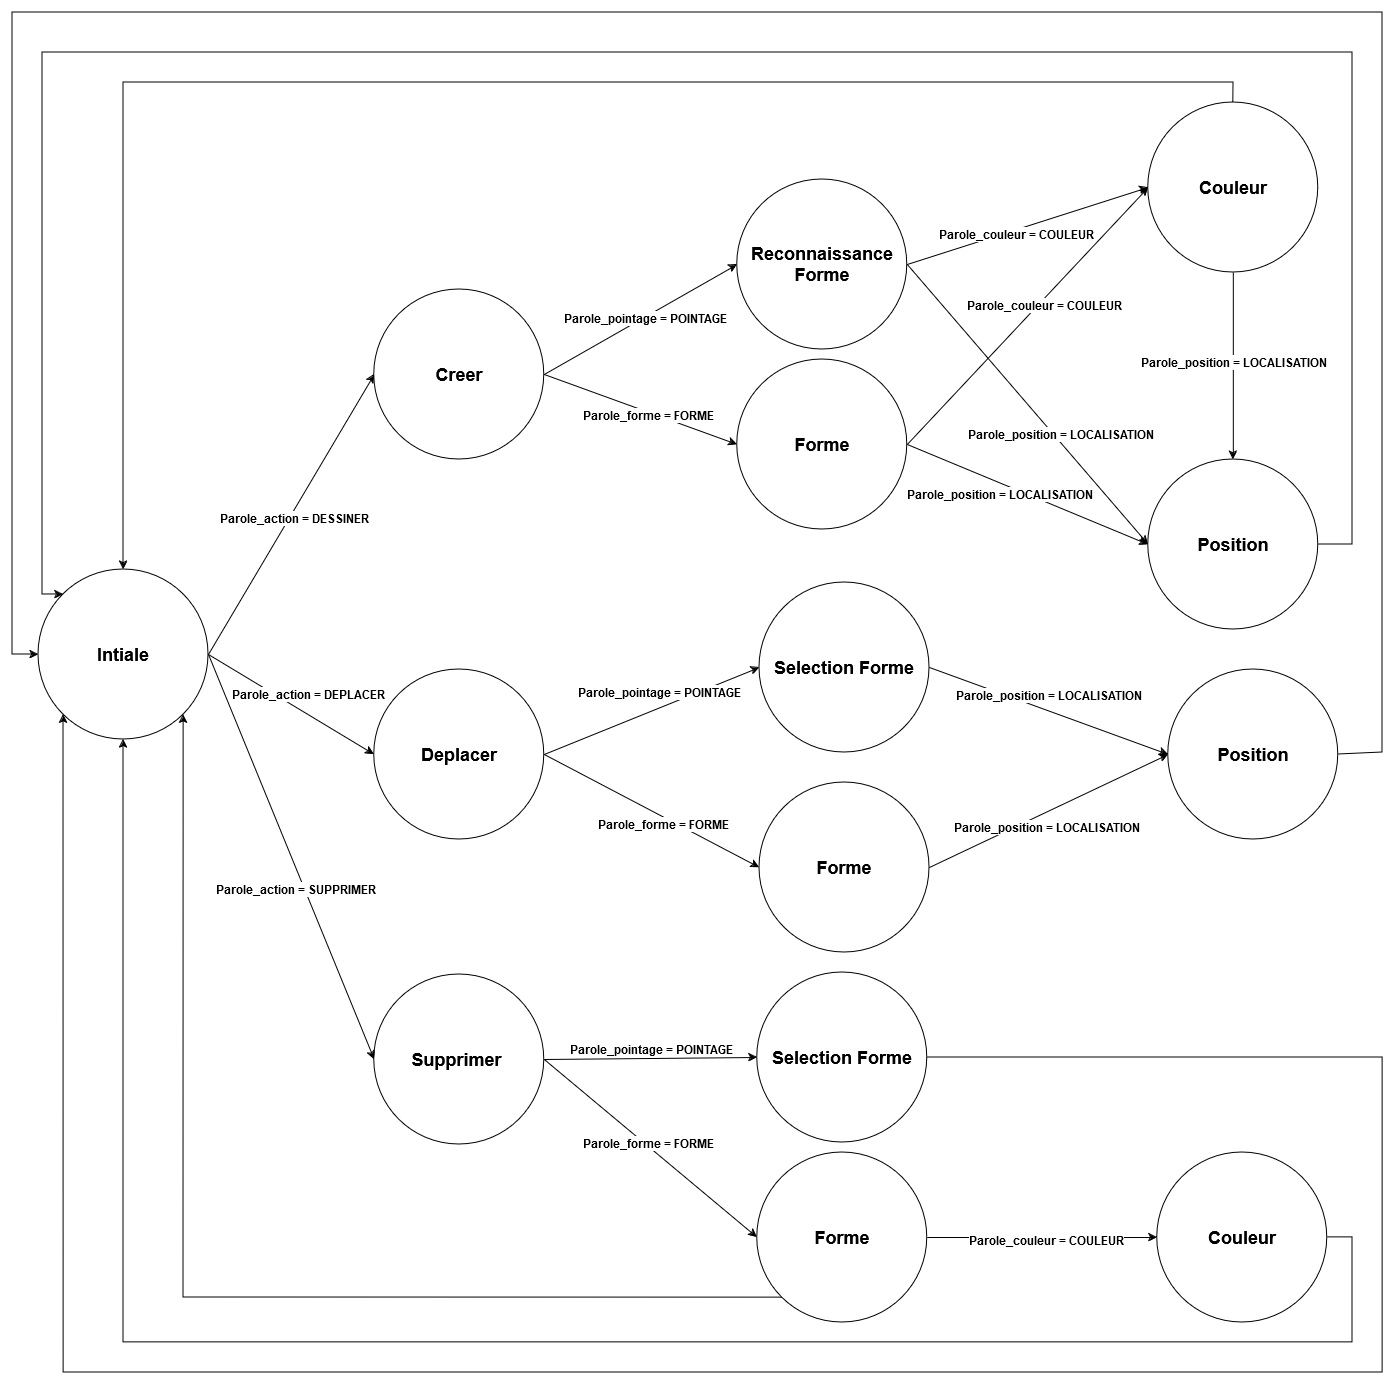 Couleur
Reconnaissance
Forme
Parole_couleur = COULEUR
Parole_couleur = COULEUR
Parole_pointage = POINTAGE
Creer
Parole_position = LOCALISATION
Parole_forme = FORME
Forme
Parole_position = LOCALISATION
Parole_position = LOCALISATION
Parole_action = DESSINER
Position
Intiale
Parole_action = DEPLACER
Parole_pointage = POINTAGE
Selection Forme
Parole_position = LOCALISATION
Deplacer
Position
Parole_forme = FORME
Parole_position = LOCALISATION
Forme
Parole_action = SUPPRIMER
Supprimer
Parole_pointage = POINTAGE
Selection Forme
Parole_forme = FORME
Forme
Parole_couleur = COULEUR
Couleur